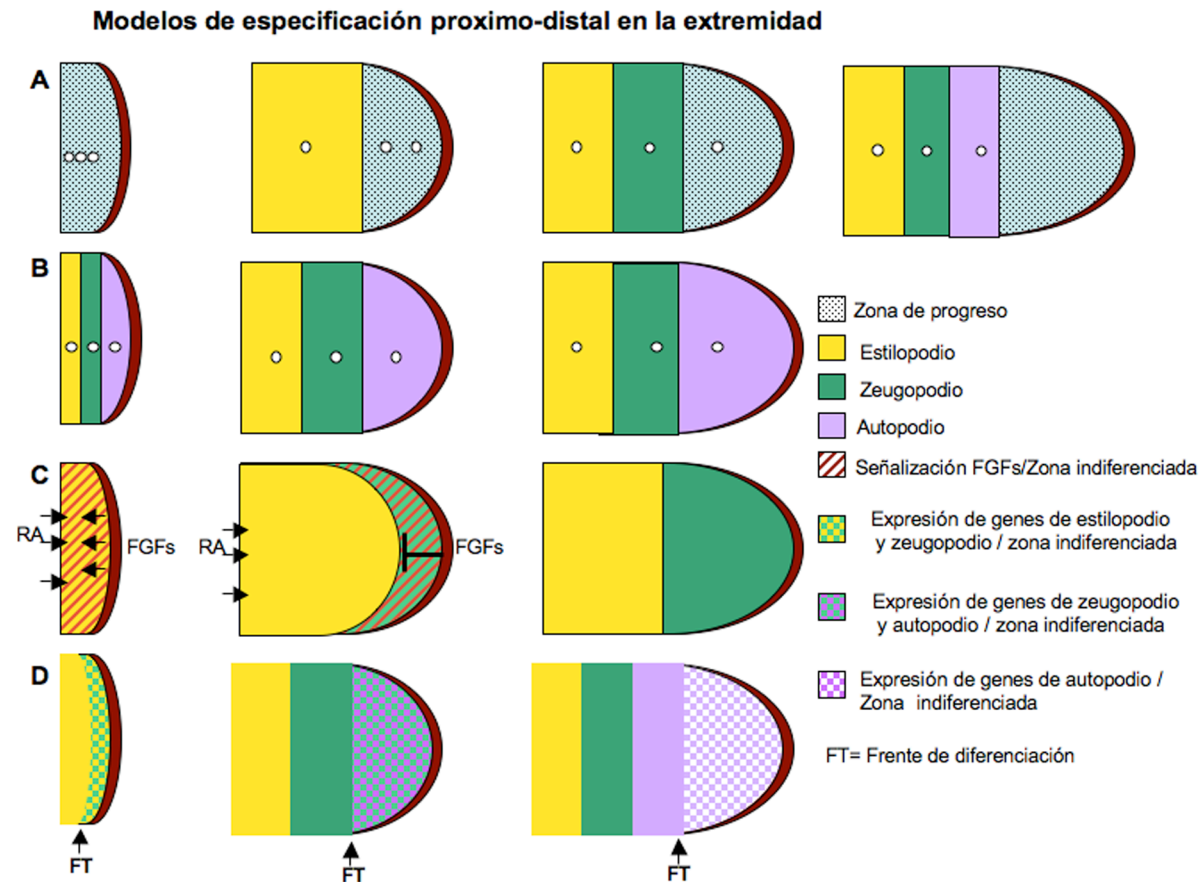 Modelos de especificación proximo-distal en la extremidad
A
B
Zona de progreso
Estilopodio
Zeugopodio
Autopodio
C
RA
FGFs
RA
FGFs
Señalización FGFs/Zona indiferenciada
Expresión de genes de estilopodio
y zeugopodio / zona indiferenciada
Expresión de genes de zeugopodio
y autopodio / zona indiferenciada
D
Expresión de genes de autopodio /
Zona indiferenciada
FT= Frente de diferenciación
FT
FT
FT